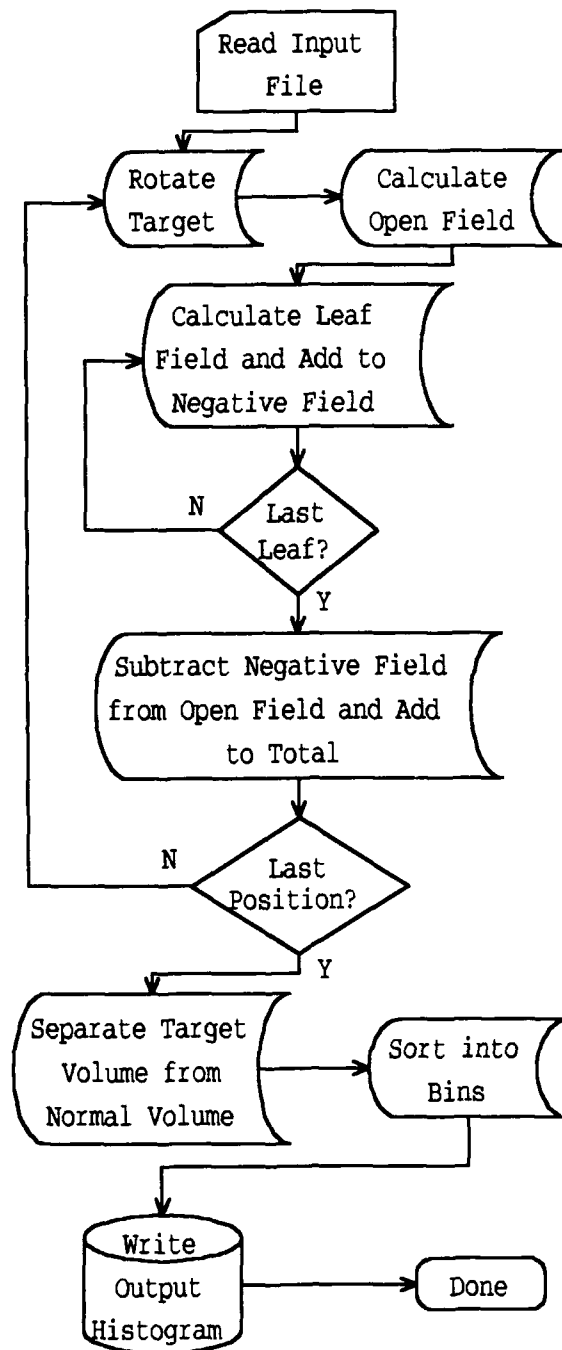 Read Input
File
Rotate
Target
Calculate
Open Field
Calculate Leaf
Field and Add to
Negative Field
N
Last
Leaf?
Y
Subtract Negative Field
from Open Field and Add
to Total
N
Last
Position?
Y
Separate Target
Volume from
Normal Volume
Sort into
Bins
Write
Output
Histogram
Done